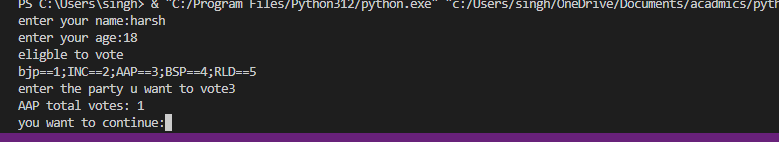 PS C:\Users\singh> & "C:/Program Files/Python312/python.exe" "c:/Users/singh/OneDrive/Documents/acadmics/pyth
enter your name:harsh
enter your age:18
eligble to vote
bjp==1;INC==2;AAP==3;BSP==4;RLD==5
enter the party u want to vote3
AAP total votes: 1
you want to continue: